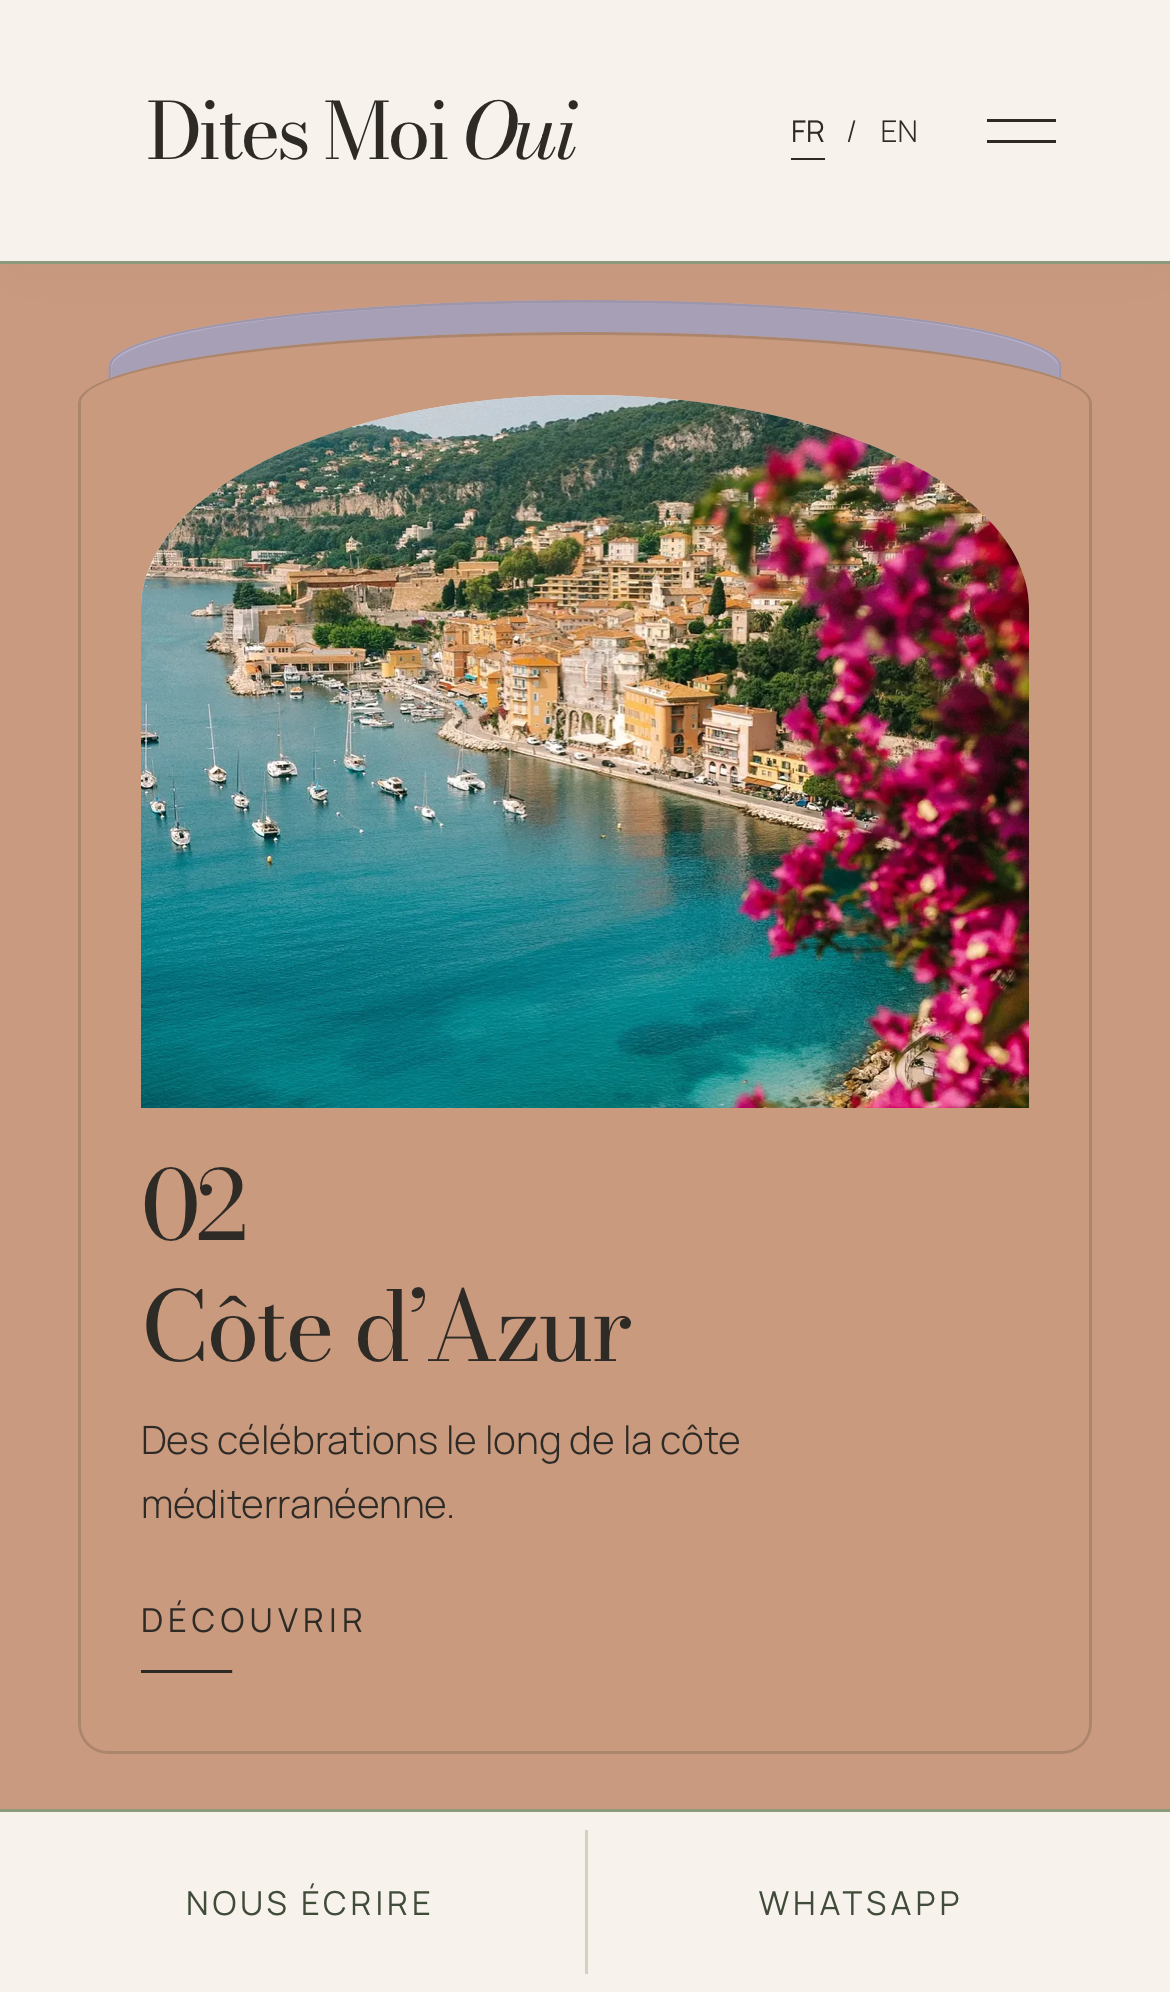 Dites Moi Oui
FR / EN
02
Côte d’Azur
Des célébrations le long de la côte
méditerranéenne.
DÉCOUVRIR
NOUS ÉCRIRE
WHATSAPP